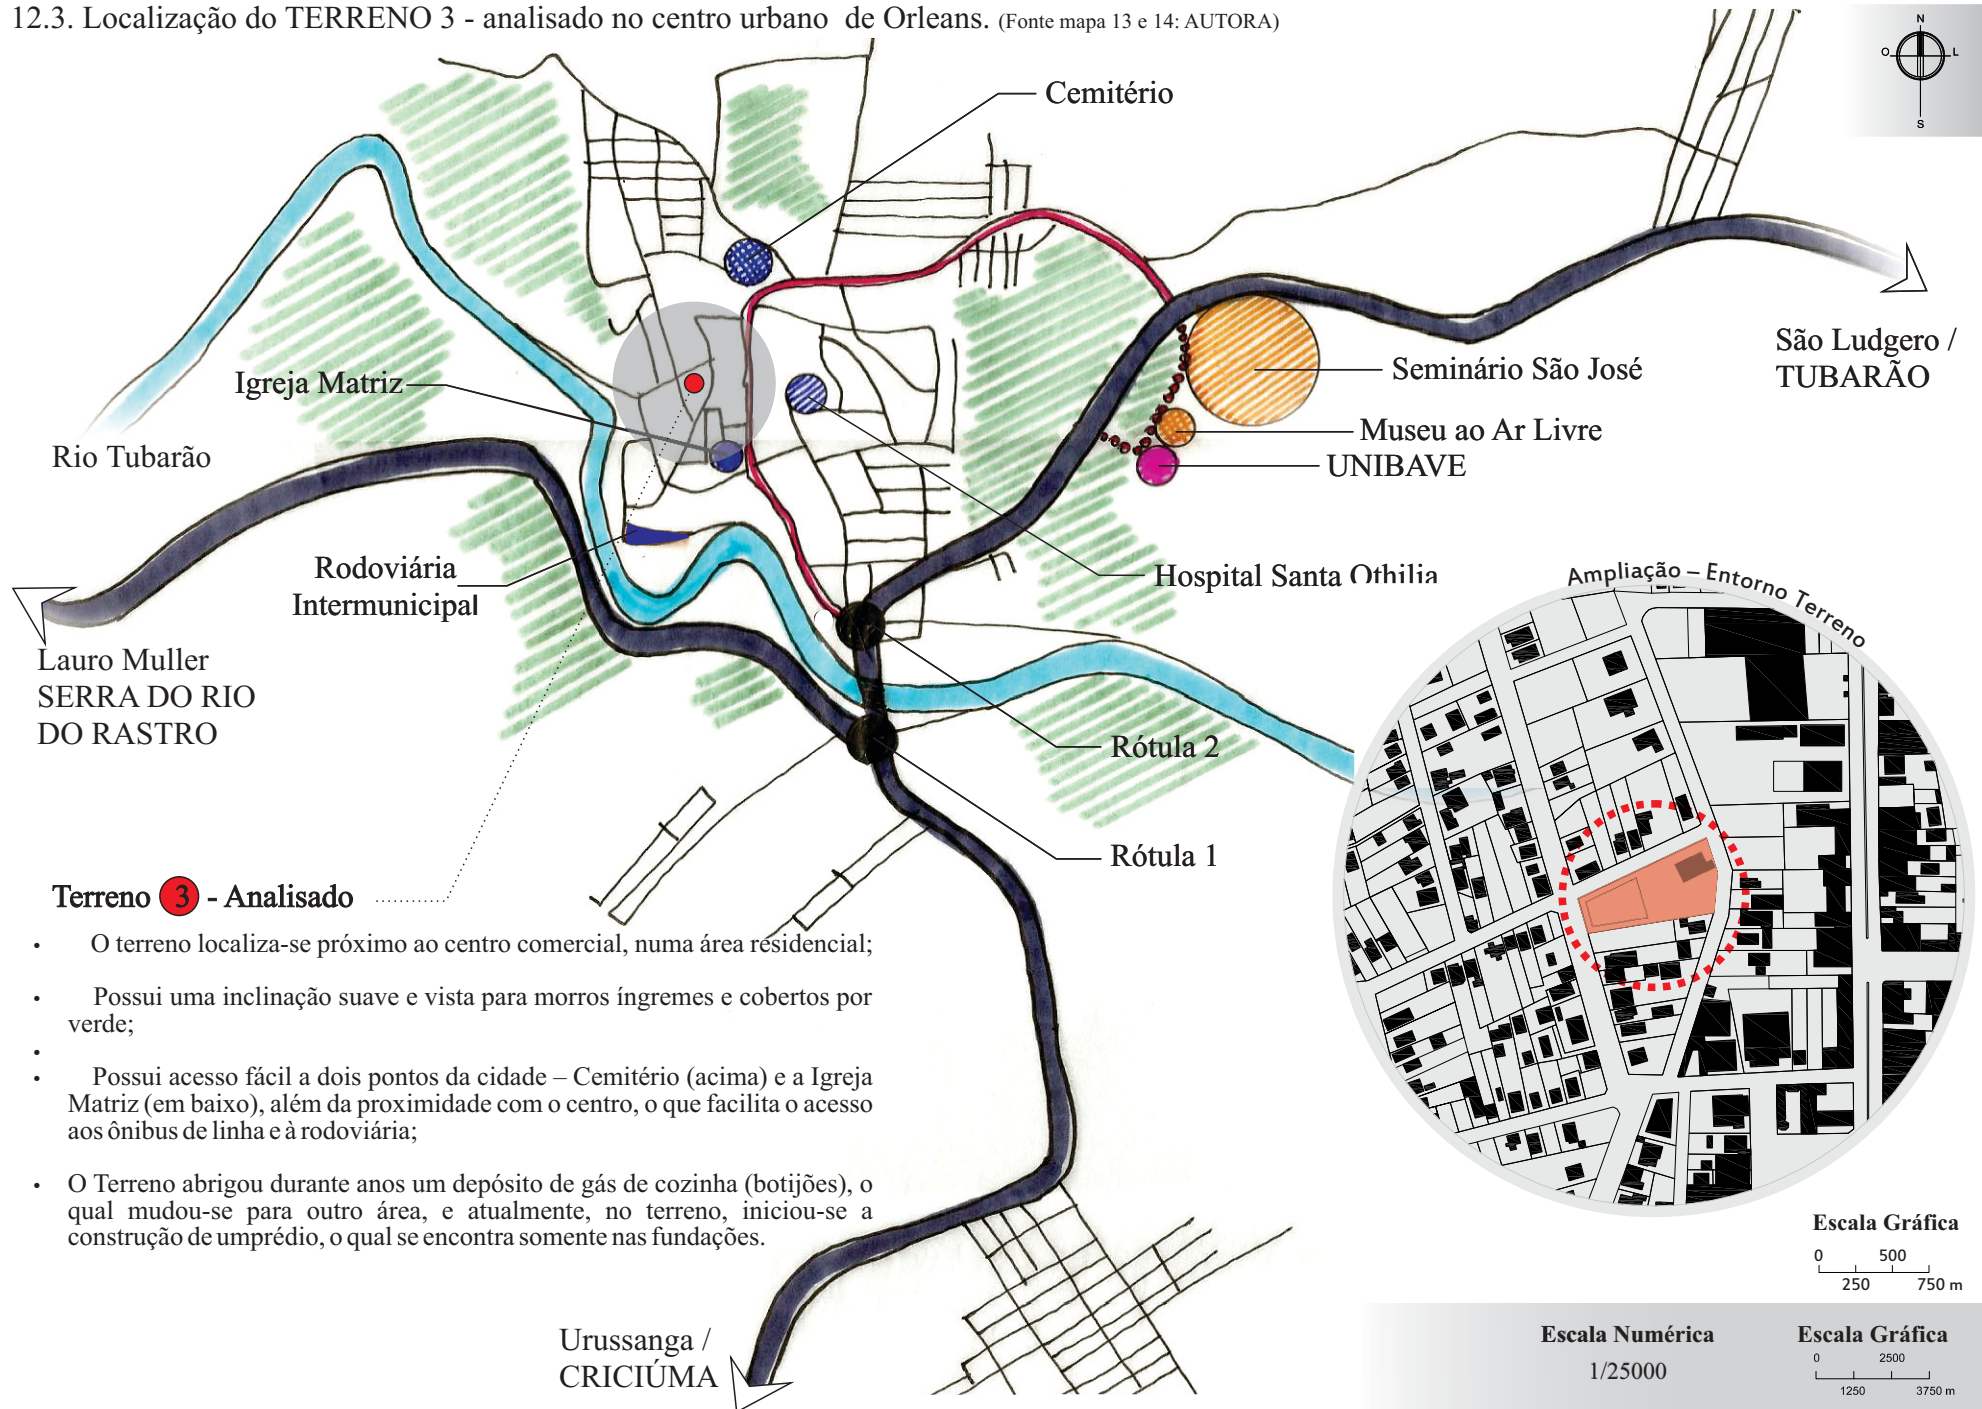 12.3. Localização do TERRENO 3 - analisado no centro urbano de Orleans. (Fonte mapa 13 e 14: AUTORA)
N
O
L
S
Cemitério
Igreja Matriz
Rio Tubarão
São Ludgero /
TUBARÃO
Seminário São José
Museu ao Ar Livre
UNIBAVE
Rodoviária
Intermunicipal
Hospital Santa Othilia
Lauro Muller
SERRA DO RIO
DO RASTRO
Rótula 2
Rótula 1
Ampliação – Entorno Terreno
Terreno 3 - Analisado
• O terreno localiza-se próximo ao centro comercial, numa área residencial;
• Possui uma inclinação suave e vista para morros íngremes e cobertos por
verde;
•
• Possui acesso fácil a dois pontos da cidade – Cemitério (acima) e a Igreja
Matriz (em baixo), além da proximidade com o centro, o que facilita o acesso
aos ônibus de linha e à rodoviária;
• O Terreno abrigou durante anos um depósito de gás de cozinha (botijões), o
qual mudou-se para outro área, e atualmente, no terreno, iniciou-se a
construção de umprédio, o qual se encontra somente nas fundações.
Urussanga /
CRICIÚMA
Escala Gráfica
0 500
250 750 m
Escala Numérica
1/25000
Escala Gráfica
0 2500
1250 3750 m